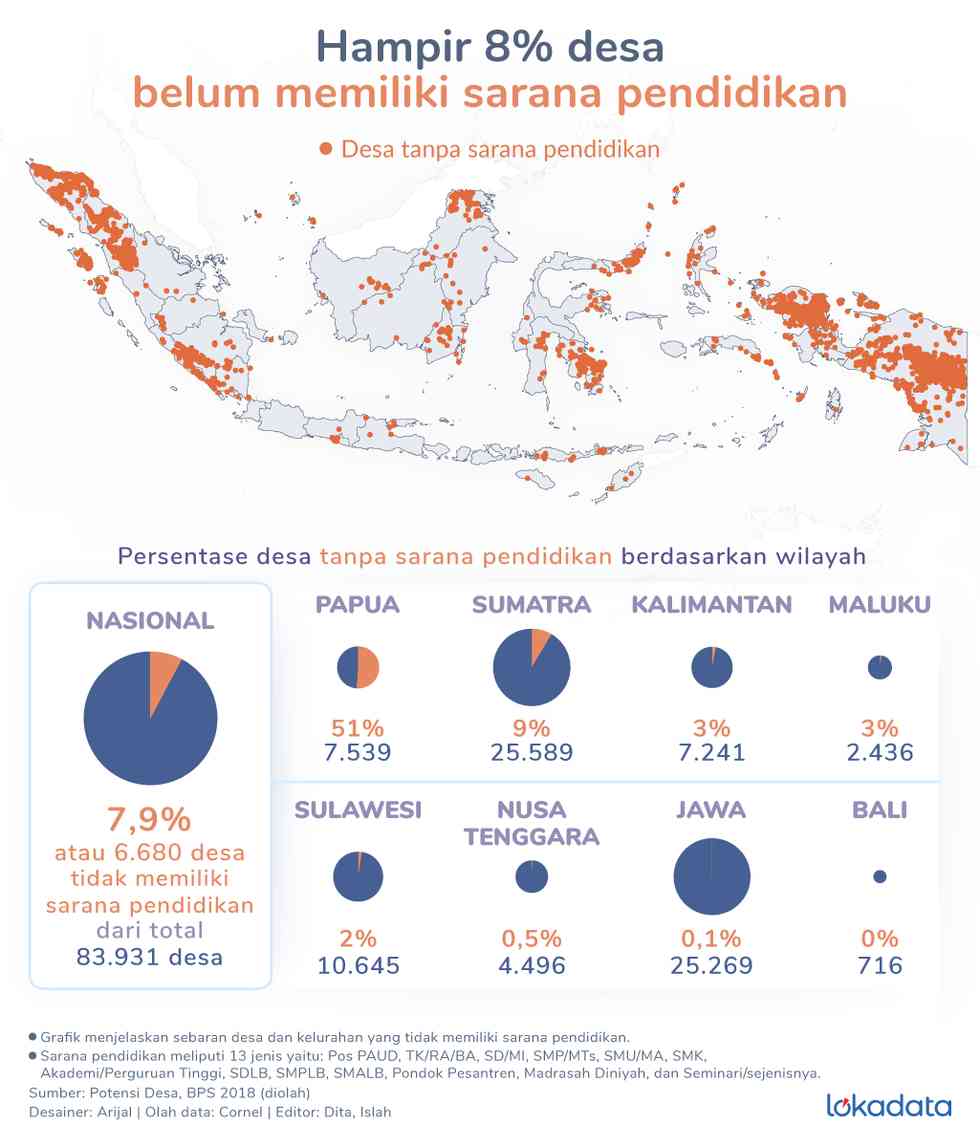 Hampir 8% desa
belum memiliki sarana pendidikan
Desa tanpa sarana pendidikan
Persentase desa tanpa sarana pendidikan berdasarkan wilayah
NASIONAL
7,9%
atau 6.680 desa
tidak memiliki
sarana pendidikan
dari total
83.931 desa
PAPUA
51%
7.539
SUMATRA
9%
25.589
KALIMANTAN
3%
7.241
MALUKU
3%
2.436
SULAWESI
2%
10.645
NUSA
TENGGARA
0,5%
4.496
JAWA
0,1%
25.269
BALI
0%
716
Grafik menjelaskan sebaran desa dan kelurahan yang tidak memiliki sarana pendidikan.
Sarana pendidikan meliputi 13 jenis yaitu: Pos PAUD, TK/RA/BA, SD/MI, SMP/MTs, SMU/MA, SMK,
Akademi/Perguruan Tinggi, SDLB, SMPLB, SMALB, Pondok Pesantren, Madrasah Diniyah, dan Seminari/sejenisnya.
Sumber: Potensi Desa, BPS 2018 (diolah)
Desainer: Arijal | Olah data: Cornel | Editor: Dita, Islah
lokadata